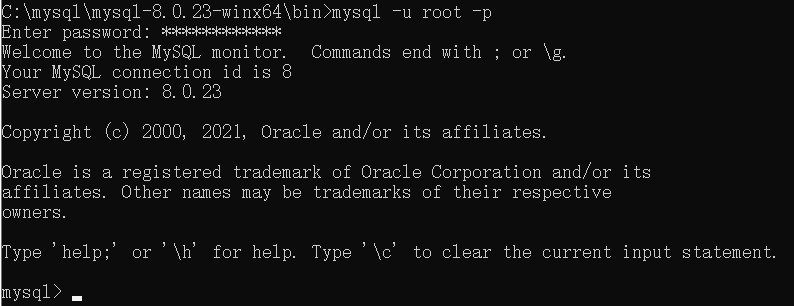 C:\mysql\mysql-8.0.23-winx64\bin>mysql -u root -p
Enter password: *************
Welcome to the MySQL monitor.  Commands end with ; or \g.
Your MySQL connection id is 8
Server version: 8.0.23
Copyright (c) 2000, 2021, Oracle and/or its affiliates.
Oracle is a registered trademark of Oracle Corporation and/or its
affiliates. Other names may be trademarks of their respective
owners.
Type 'help;' or '\h' for help. Type '\c' to clear the current input statement.
mysql>